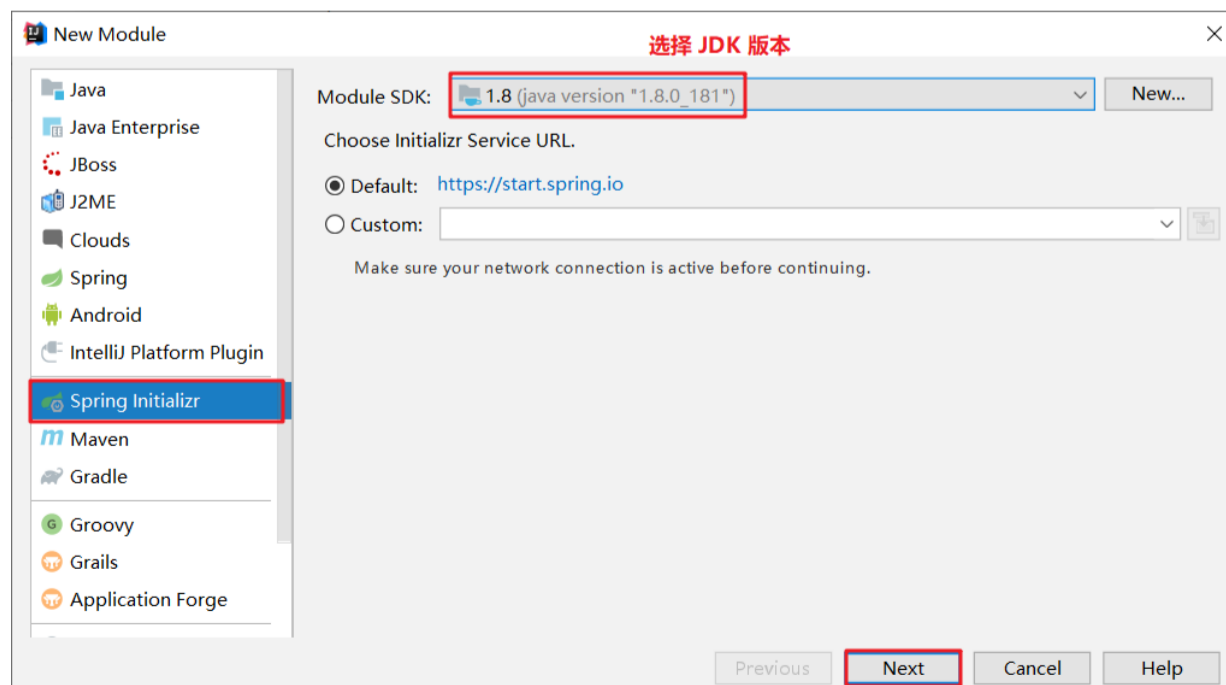 New Module
选择 JDK 版本
Java
Java Enterprise
JBoss
J2ME
Clouds
Spring
Android
IntelliJ Platform Plugin
Spring Initializr
Maven
Gradle
Groovy
Grails
Application Forge
Module SDK: 1.8 (java version "1.8.0_181") New...
Choose Initializr Service URL.
Default: https://start.spring.io
Custom:
Make sure your network connection is active before continuing.
Previous Next Cancel Help